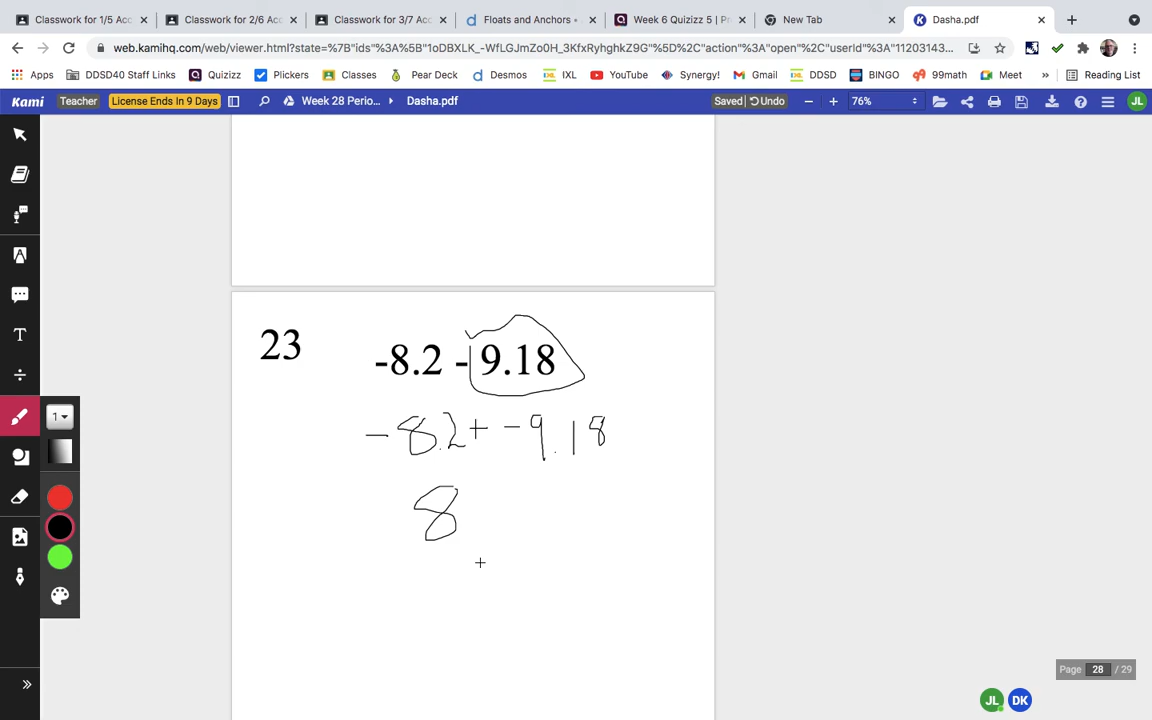 Classwork for 1/5 Acc
Classwork for 2/6 Acc
Classwork for 3/7 Acc
Floats and Anchors •
Week 6 Quizizz 5 | Pr
New Tab
Dasha.pdf
web.kamihq.com/web/viewer.html?state=%7B"ids"%3A%5B"1oDBXLK_-WfLGJmZo0H_3KfxRyghhkZ9G"%5D%2C"action"%3A"open"%2C"userId"%3A"11203143...
Apps DDSD40 Staff Links Quizizz Plickers Classes Pear Deck Desmos IXL YouTube Synergy! Gmail DDSD BINGO 99math Meet » Reading List
Kami Teacher License Ends In 9 Days Week 28 Perio... Dasha.pdf Saved Undo 76% JL
23 -8.2 - 9.18
-8.2 + -9.18
8
1
Page 28 / 29
JL DK